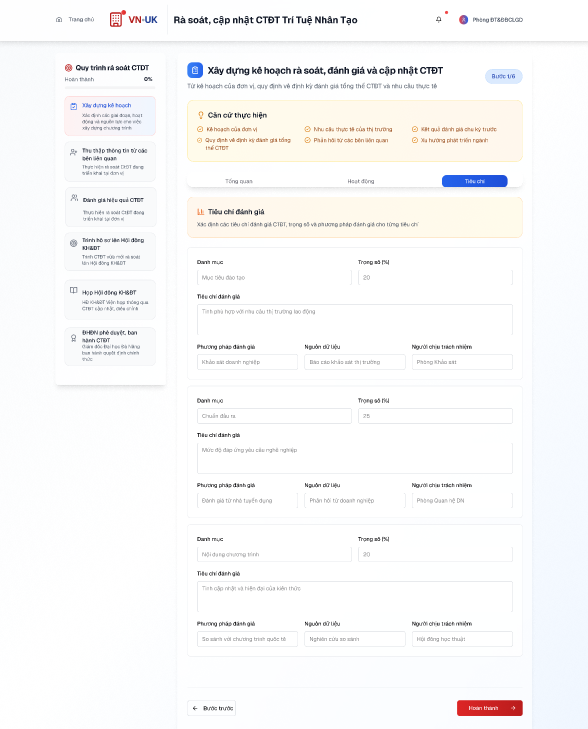 Trang chủ
VN-UK
Rà soát, cập nhật CTĐT Trí Tuệ Nhân Tạo
Phòng ĐT&ĐBCLGD
Quy trình rà soát CTĐT
Hoàn thành 0%
Xây dựng kế hoạch
Xác định các giai đoạn, hoạt
động và nguồn lực cho việc
xây dựng chương trình
Thu thập thông tin từ các
bên liên quan
Thực hiện rà soát CTĐT đang
triển khai tại đơn vị
Đánh giá hiệu quả CTĐT
Thực hiện rà soát CTĐT đang
triển khai tại đơn vị
Trình hồ sơ lên Hội đồng
KH&ĐT
Trình CTĐT vừa mới rà soát
lên Hội đồng KH&ĐT
Họp Hội đồng KH&ĐT
HĐ KH&ĐT Viện họp thông qua
CTĐT cập nhật, điều chỉnh
ĐHĐN phê duyệt, ban
hành CTĐT
Giám đốc Đại học Đà Nẵng
ban hành quyết định chính
thức
Xây dựng kế hoạch rà soát, đánh giá và cập nhật CTĐT
Từ kế hoạch của đơn vị, quy định về định kỳ đánh giá tổng thể CTĐT và nhu cầu thực tế
Bước 1/6
Căn cứ thực hiện
Kế hoạch của đơn vị
Nhu cầu thực tế của thị trường
Kết quả đánh giá chu kỳ trước
Quy định về định kỳ đánh giá tổng
thể CTĐT
Phản hồi từ các bên liên quan
Xu hướng phát triển ngành
Tổng quan
Hoạt động
Tiêu chí
Tiêu chí đánh giá
Xác định các tiêu chí đánh giá CTĐT, trọng số và phương pháp đánh giá cho từng tiêu chí
Danh mục
Trọng số (%)
Mục tiêu đào tạo
20
Tiêu chí đánh giá
Tính phù hợp với nhu cầu thị trường lao động
Phương pháp đánh giá
Nguồn dữ liệu
Người chịu trách nhiệm
Khảo sát doanh nghiệp
Báo cáo khảo sát thị trường
Phòng Khảo sát
Danh mục
Trọng số (%)
Chuẩn đầu ra
25
Tiêu chí đánh giá
Mức độ đáp ứng yêu cầu nghề nghiệp
Phương pháp đánh giá
Nguồn dữ liệu
Người chịu trách nhiệm
Đánh giá từ nhà tuyển dụng
Phản hồi từ doanh nghiệp
Phòng Quan hệ DN
Danh mục
Trọng số (%)
Nội dung chương trình
20
Tiêu chí đánh giá
Tính cập nhật và hiện đại của kiến thức
Phương pháp đánh giá
Nguồn dữ liệu
Người chịu trách nhiệm
So sánh với chương trình quốc tế
Nghiên cứu so sánh
Hội đồng học thuật
Bước trước
Hoàn thành